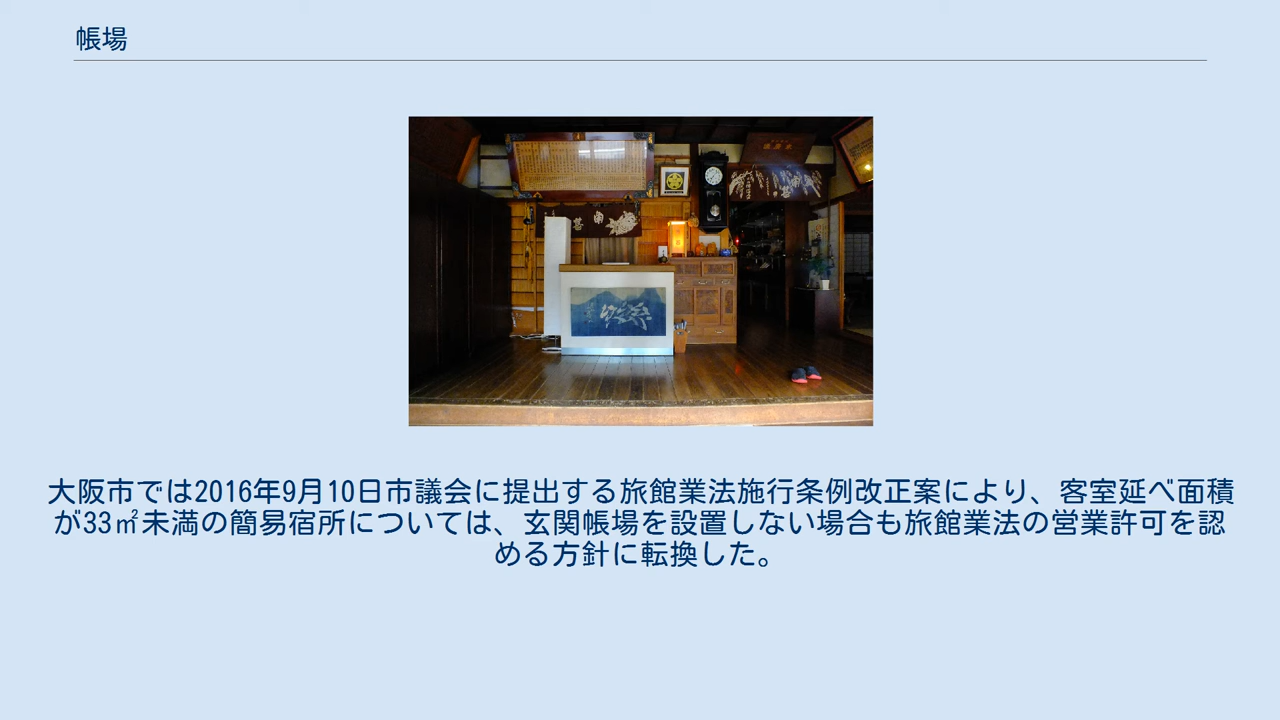 帳場
大阪市では2016年9月10日市議会に提出する旅館業法施行条例改正案により、客室延べ面積
が33㎡未満の簡易宿所については、玄関帳場を設置しない場合も旅館業法の営業許可を認
める方針に転換した。